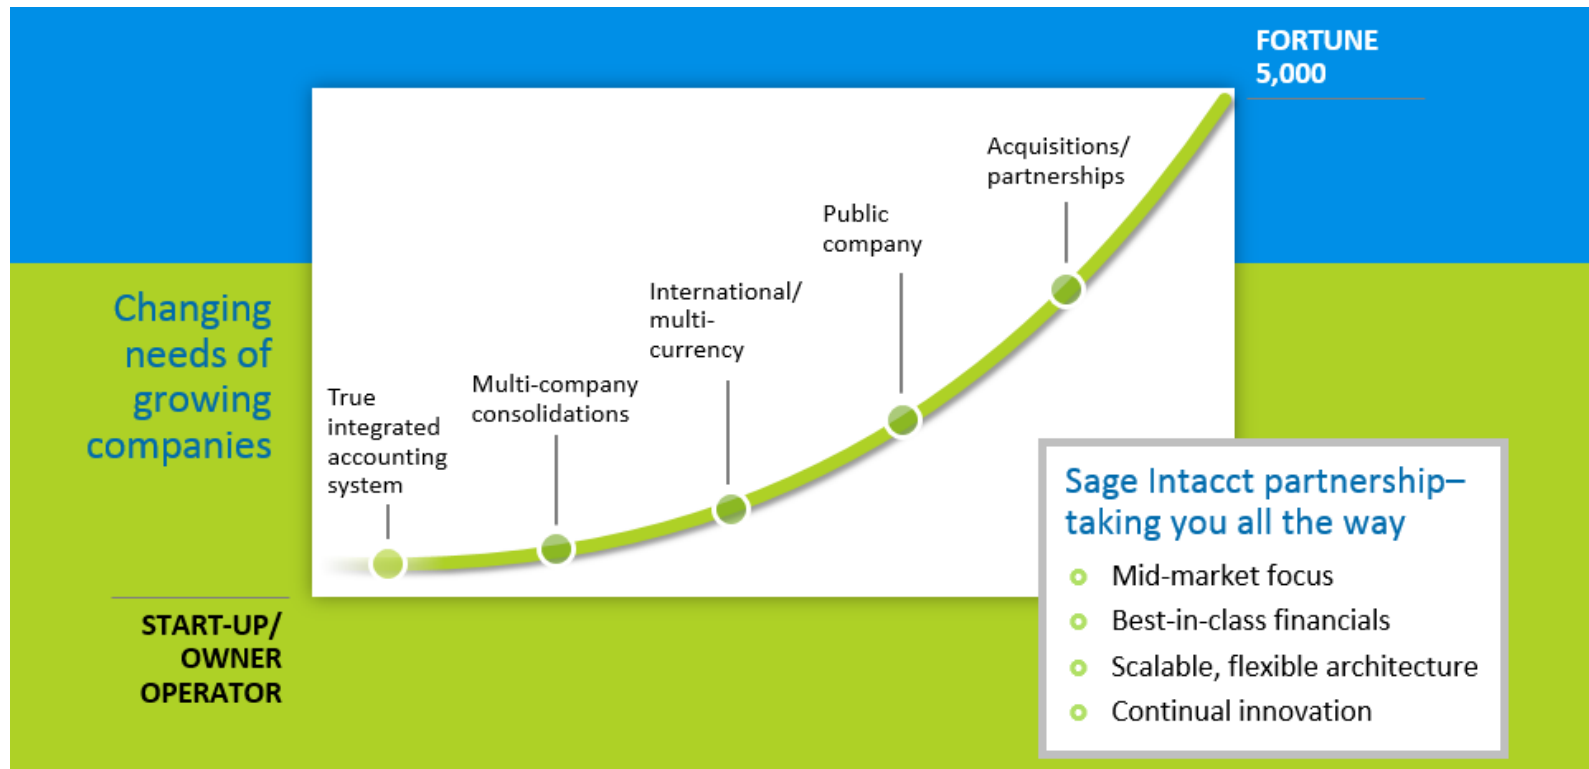 FORTUNE
5,000
Acquisitions/
partnerships
Public
company
International/
multi-
currency
Multi-company
consolidations
True
integrated
accounting
system
Changing
needs of
growing
companies
START-UP/
OWNER
OPERATOR
Sage Intacct partnership–
taking you all the way
Mid-market focus
Best-in-class financials
Scalable, flexible architecture
Continual innovation